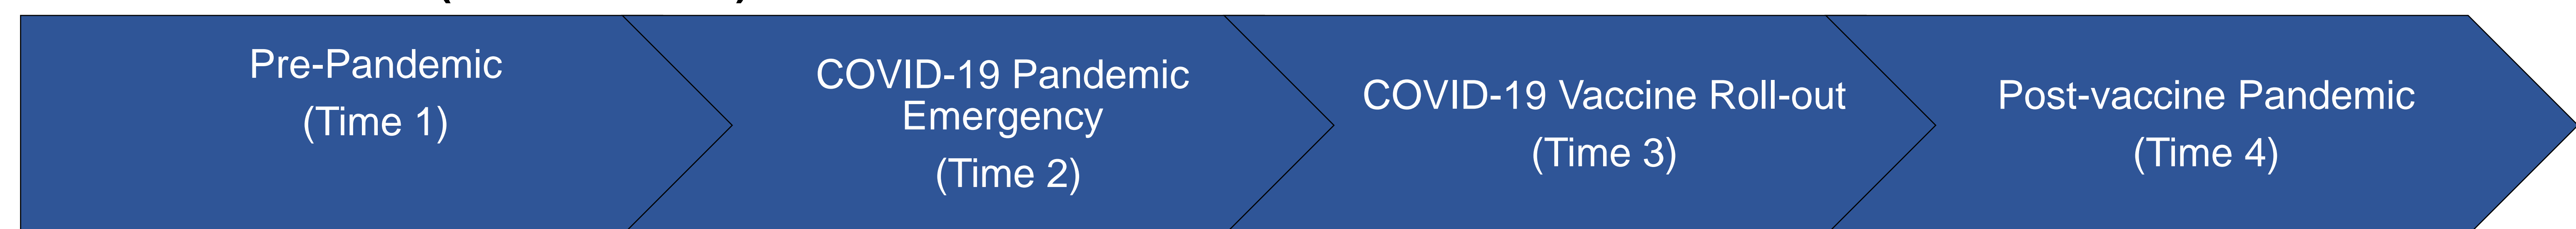 Pre-Pandemic
(Time 1)
COVID-19 Pandemic
Emergency
(Time 2)
COVID-19 Vaccine Roll-out
(Time 3)
Post-vaccine Pandemic
(Time 4)